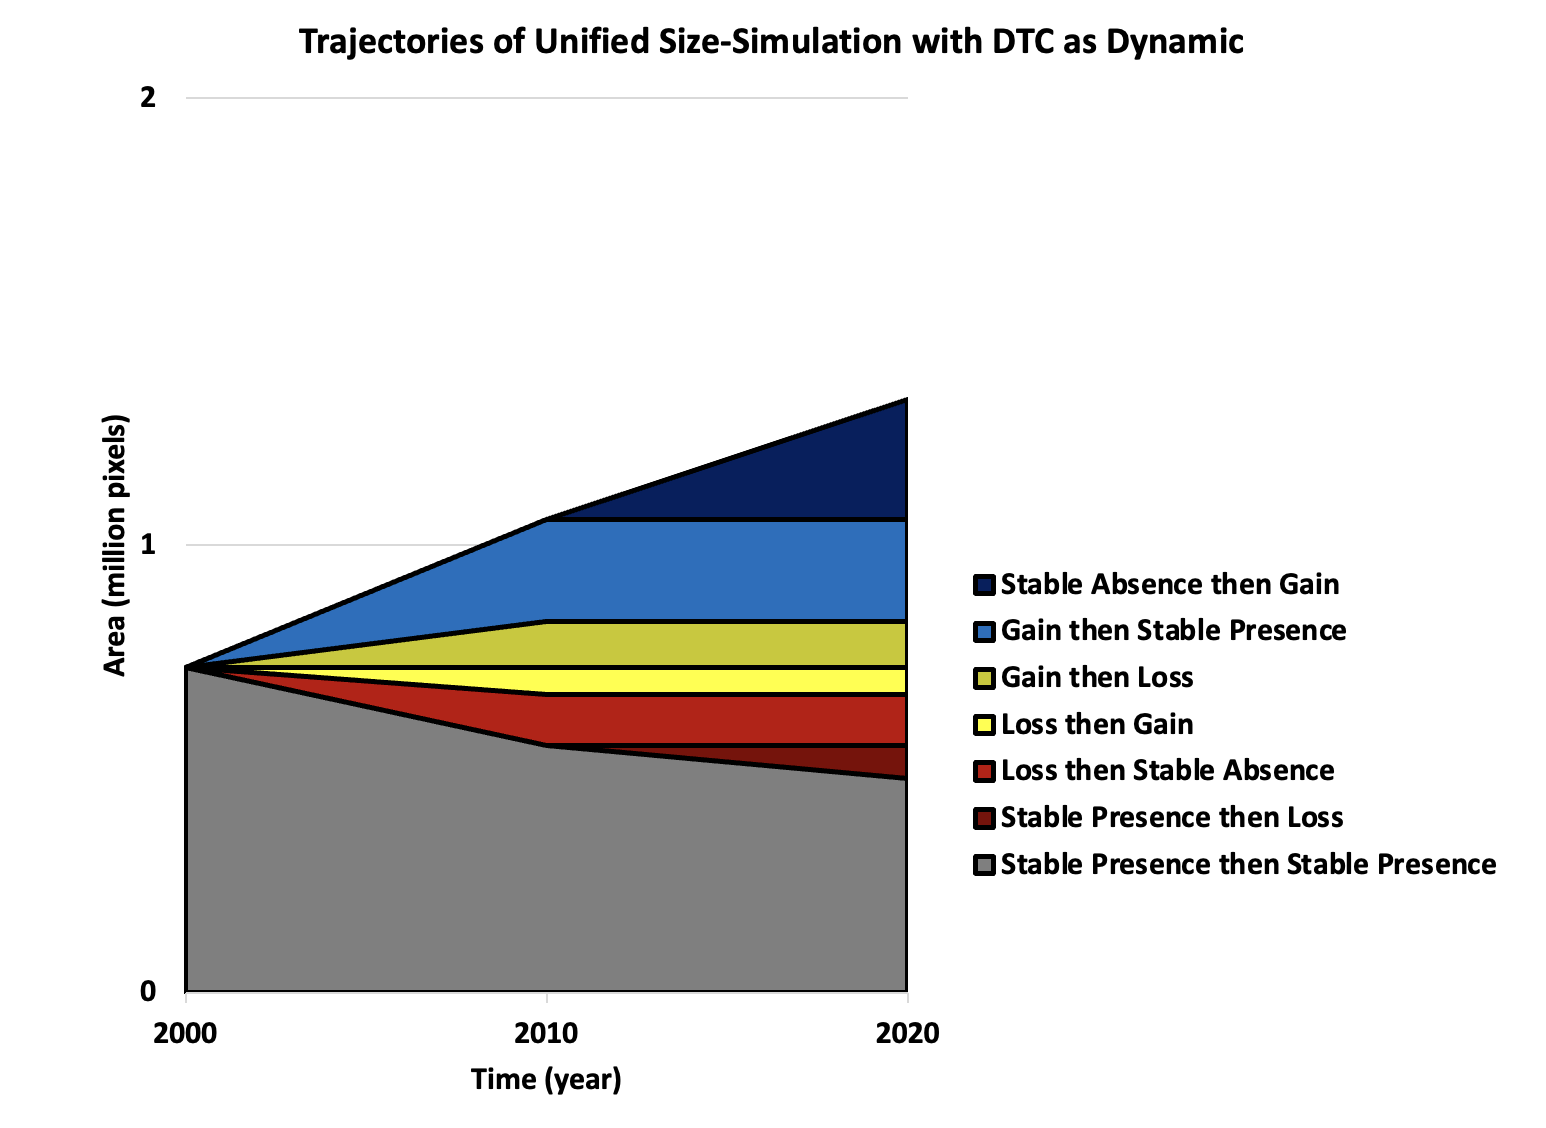 Trajectories of Unified Size-Simulation with DTC as Dynamic
2
1
0
Area (million pixels)
2000
2010
2020
Time (year)
Stable Absence then Gain
Gain then Stable Presence
Gain then Loss
Loss then Gain
Loss then Stable Absence
Stable Presence then Loss
Stable Presence then Stable Presence